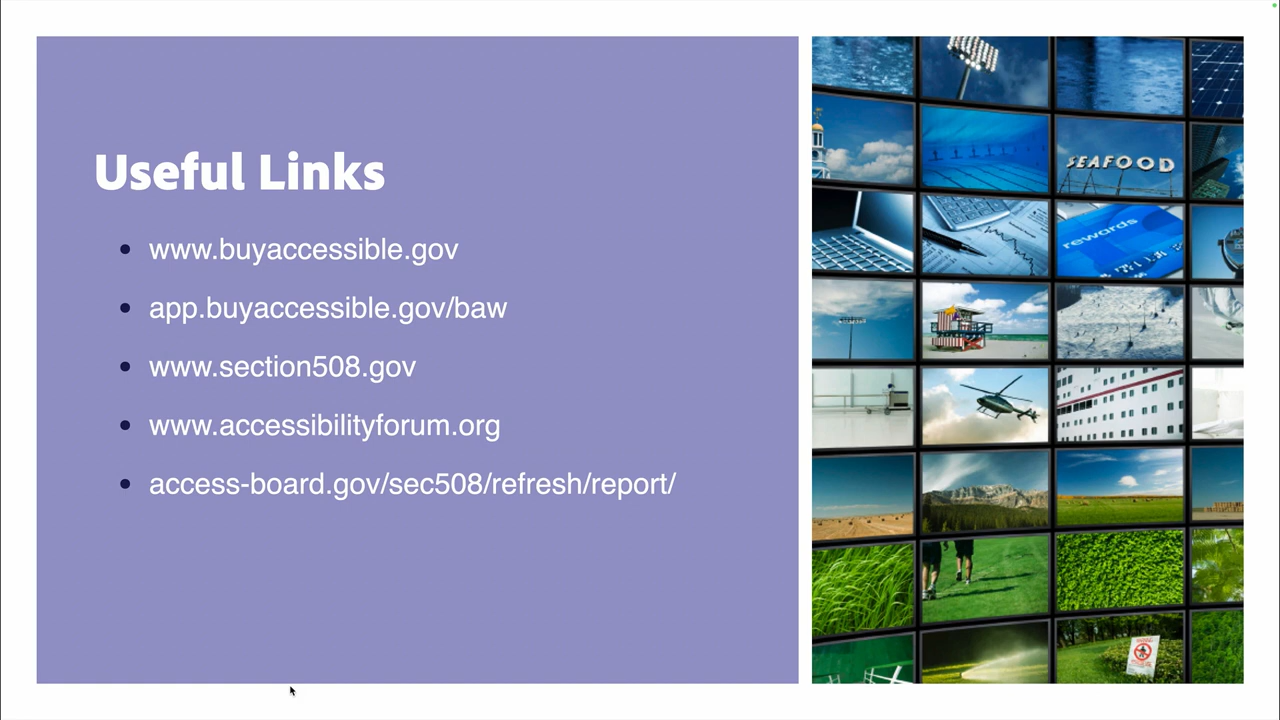 Useful Links
www.buyaccessible.gov
app.buyaccessible.gov/baw
www.section508.gov
www.accessibilityforum.org
access-board.gov/sec508/refresh/report/
SEAFOOD
rewards